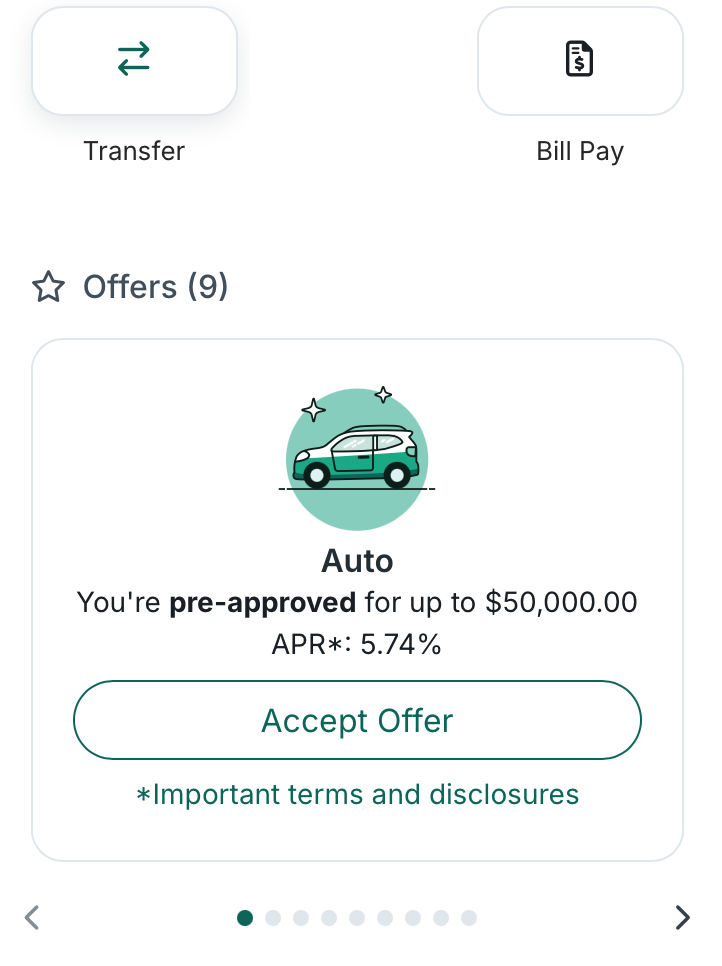 Transfer
Bill Pay
Offers (9)
Auto
You're pre-approved for up to $50,000.00
APR*: 5.74%
Accept Offer
*Important terms and disclosures